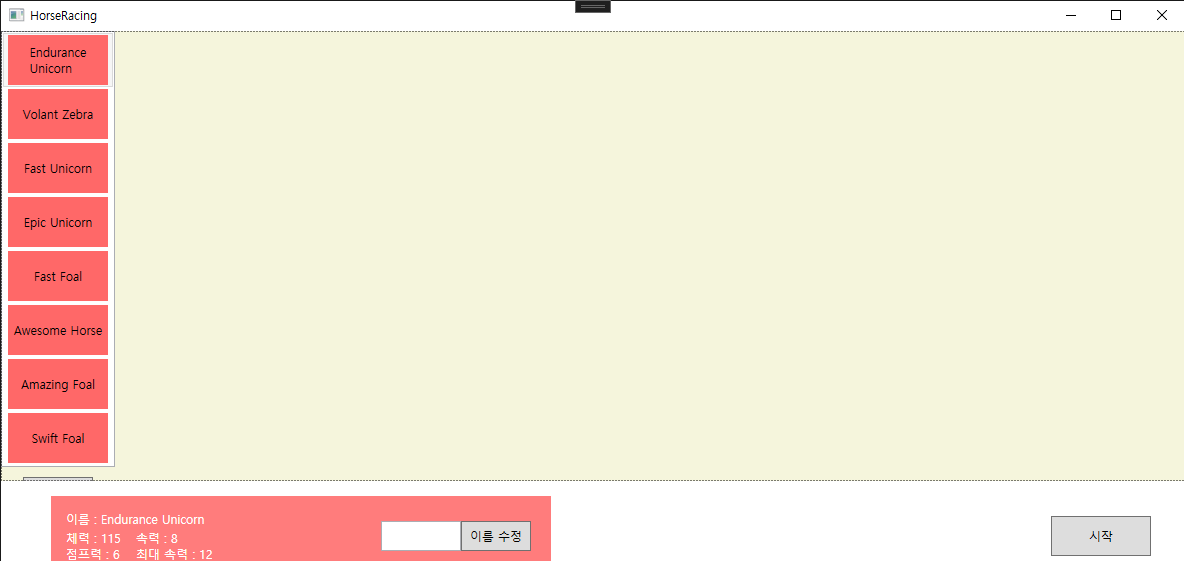 HorseRacing
Endurance
Unicorn
Volant Zebra
Fast Unicorn
Epic Unicorn
Fast Foal
Awesome Horse
Amazing Foal
Swift Foal
이름 : Endurance Unicorn
체력 : 115 속력 : 8
점프력 : 6 최대 속력 : 12
이름 수정
시작